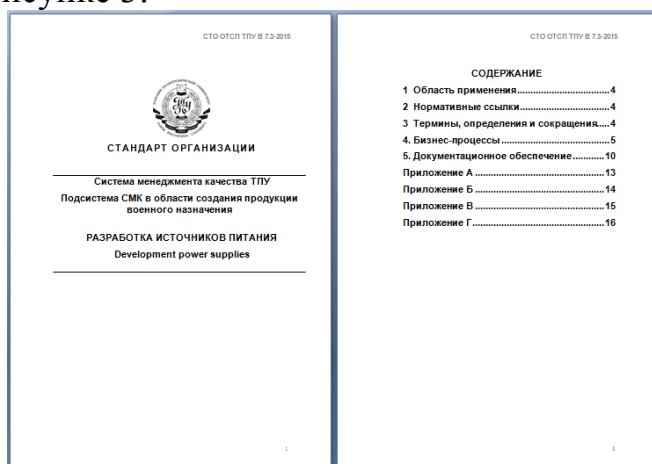 СТО ОТСП ТПУ В 7.3-2015
СТАНДАРТ ОРГАНИЗАЦИИ
Система менеджмента качества ТПУ
Подсистема СМК в области создания продукции
военного назначения
РАЗРАБОТКА ИСТОЧНИКОВ ПИТАНИЯ
Development power supplies
1
СТО ОТСП ТПУ В 7.3-2015
СОДЕРЖАНИЕ
1 Область применения.................................4
2 Нормативные ссылки.................................4
3 Термины, определения и сокращения.....4
4. Бизнес-процессы......................................5
5. Документационное обеспечение...........10
Приложение А..............................................13
Приложение Б..............................................14
Приложение В..............................................15
Приложение Г..............................................16
3